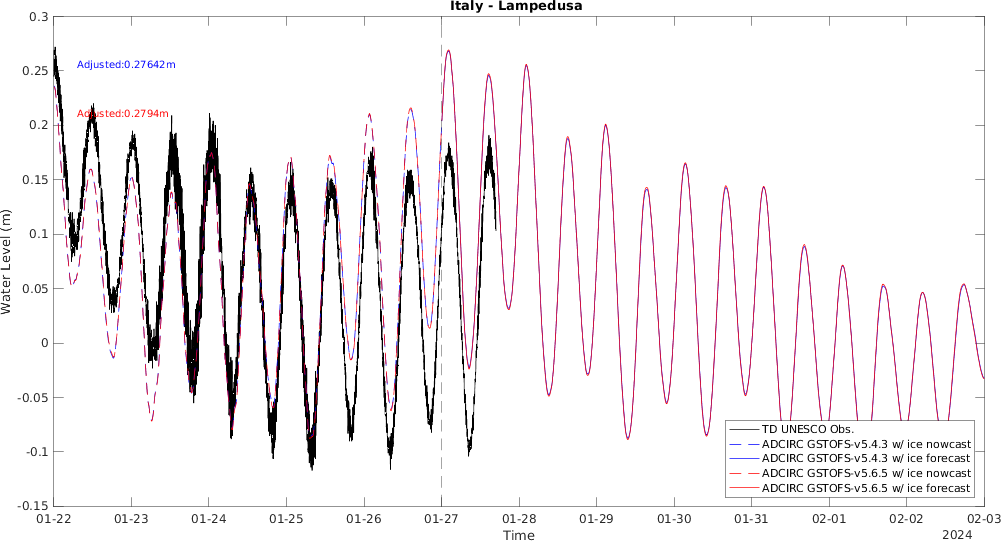 Italy - Lampedusa
0.3
0.25
0.2
0.15
0.1
0.05
0
-0.05
-0.1
-0.15
Water Level (m)
Adjusted:0.27642m
Adjusted:0.2794m
TD UNESCO Obs.
ADCIRC GSTOFS-v5.4.3 w/ ice nowcast
ADCIRC GSTOFS-v5.4.3 w/ ice forecast
ADCIRC GSTOFS-v5.6.5 w/ ice nowcast
ADCIRC GSTOFS-v5.6.5 w/ ice forecast
01-22 01-23 01-24 01-25 01-26 01-27 01-28 01-29 01-30 01-31 02-01 02-02 02-03
Time
2024